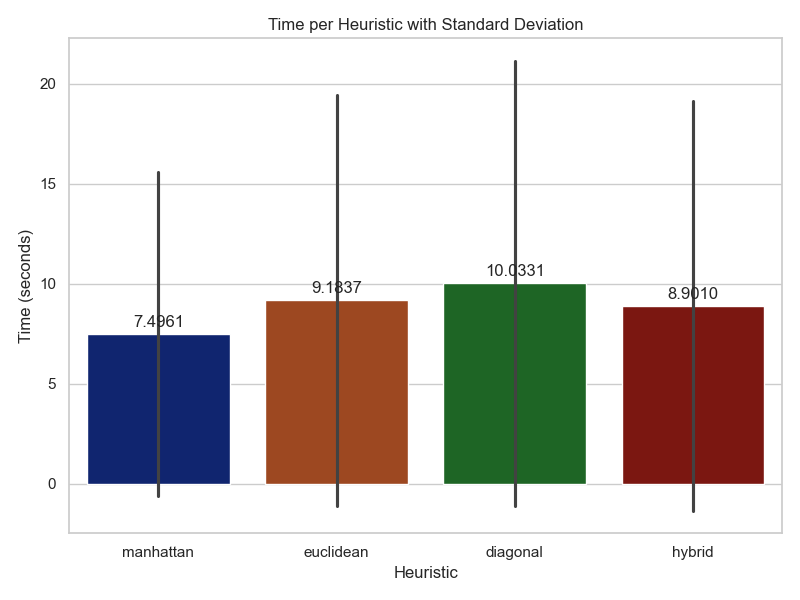 Time per Heuristic with Standard Deviation
Time (seconds)
20
15
10
5
0
7.4961
9.1837
10.0331
8.9010
manhattan
euclidean
diagonal
hybrid
Heuristic